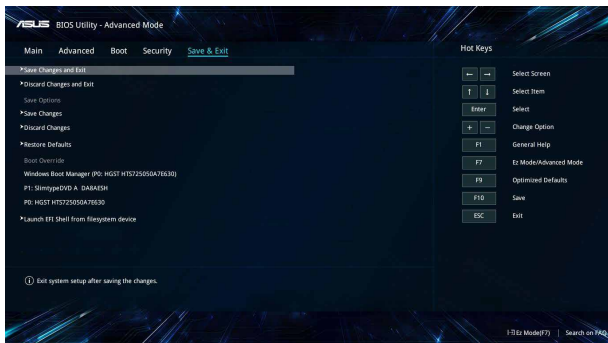 ASUS BIOS Utility - Advanced Mode
Main Advanced Boot Security Save & Exit
Save Changes and Exit
Discard Changes and Exit
Save Options
Save Changes
Discard Changes
Restore Defaults
Boot Override
Windows Boot Manager (P0: HGST HTS725050A7E630)
P1: SlimtypeDVD A DA8AESH
P0: HGST HTS725050A7E630
Launch EFI Shell from filesystem device
Exit system setup after saving the changes.
Hot Keys
← → Select Screen
↑ ↓ Select Item
Enter Select
+ − Change Option
F1 General Help
F7 Ez Mode/Advanced Mode
F9 Optimized Defaults
F10 Save
ESC Exit
Ez Mode(F7) | Search on FAQ